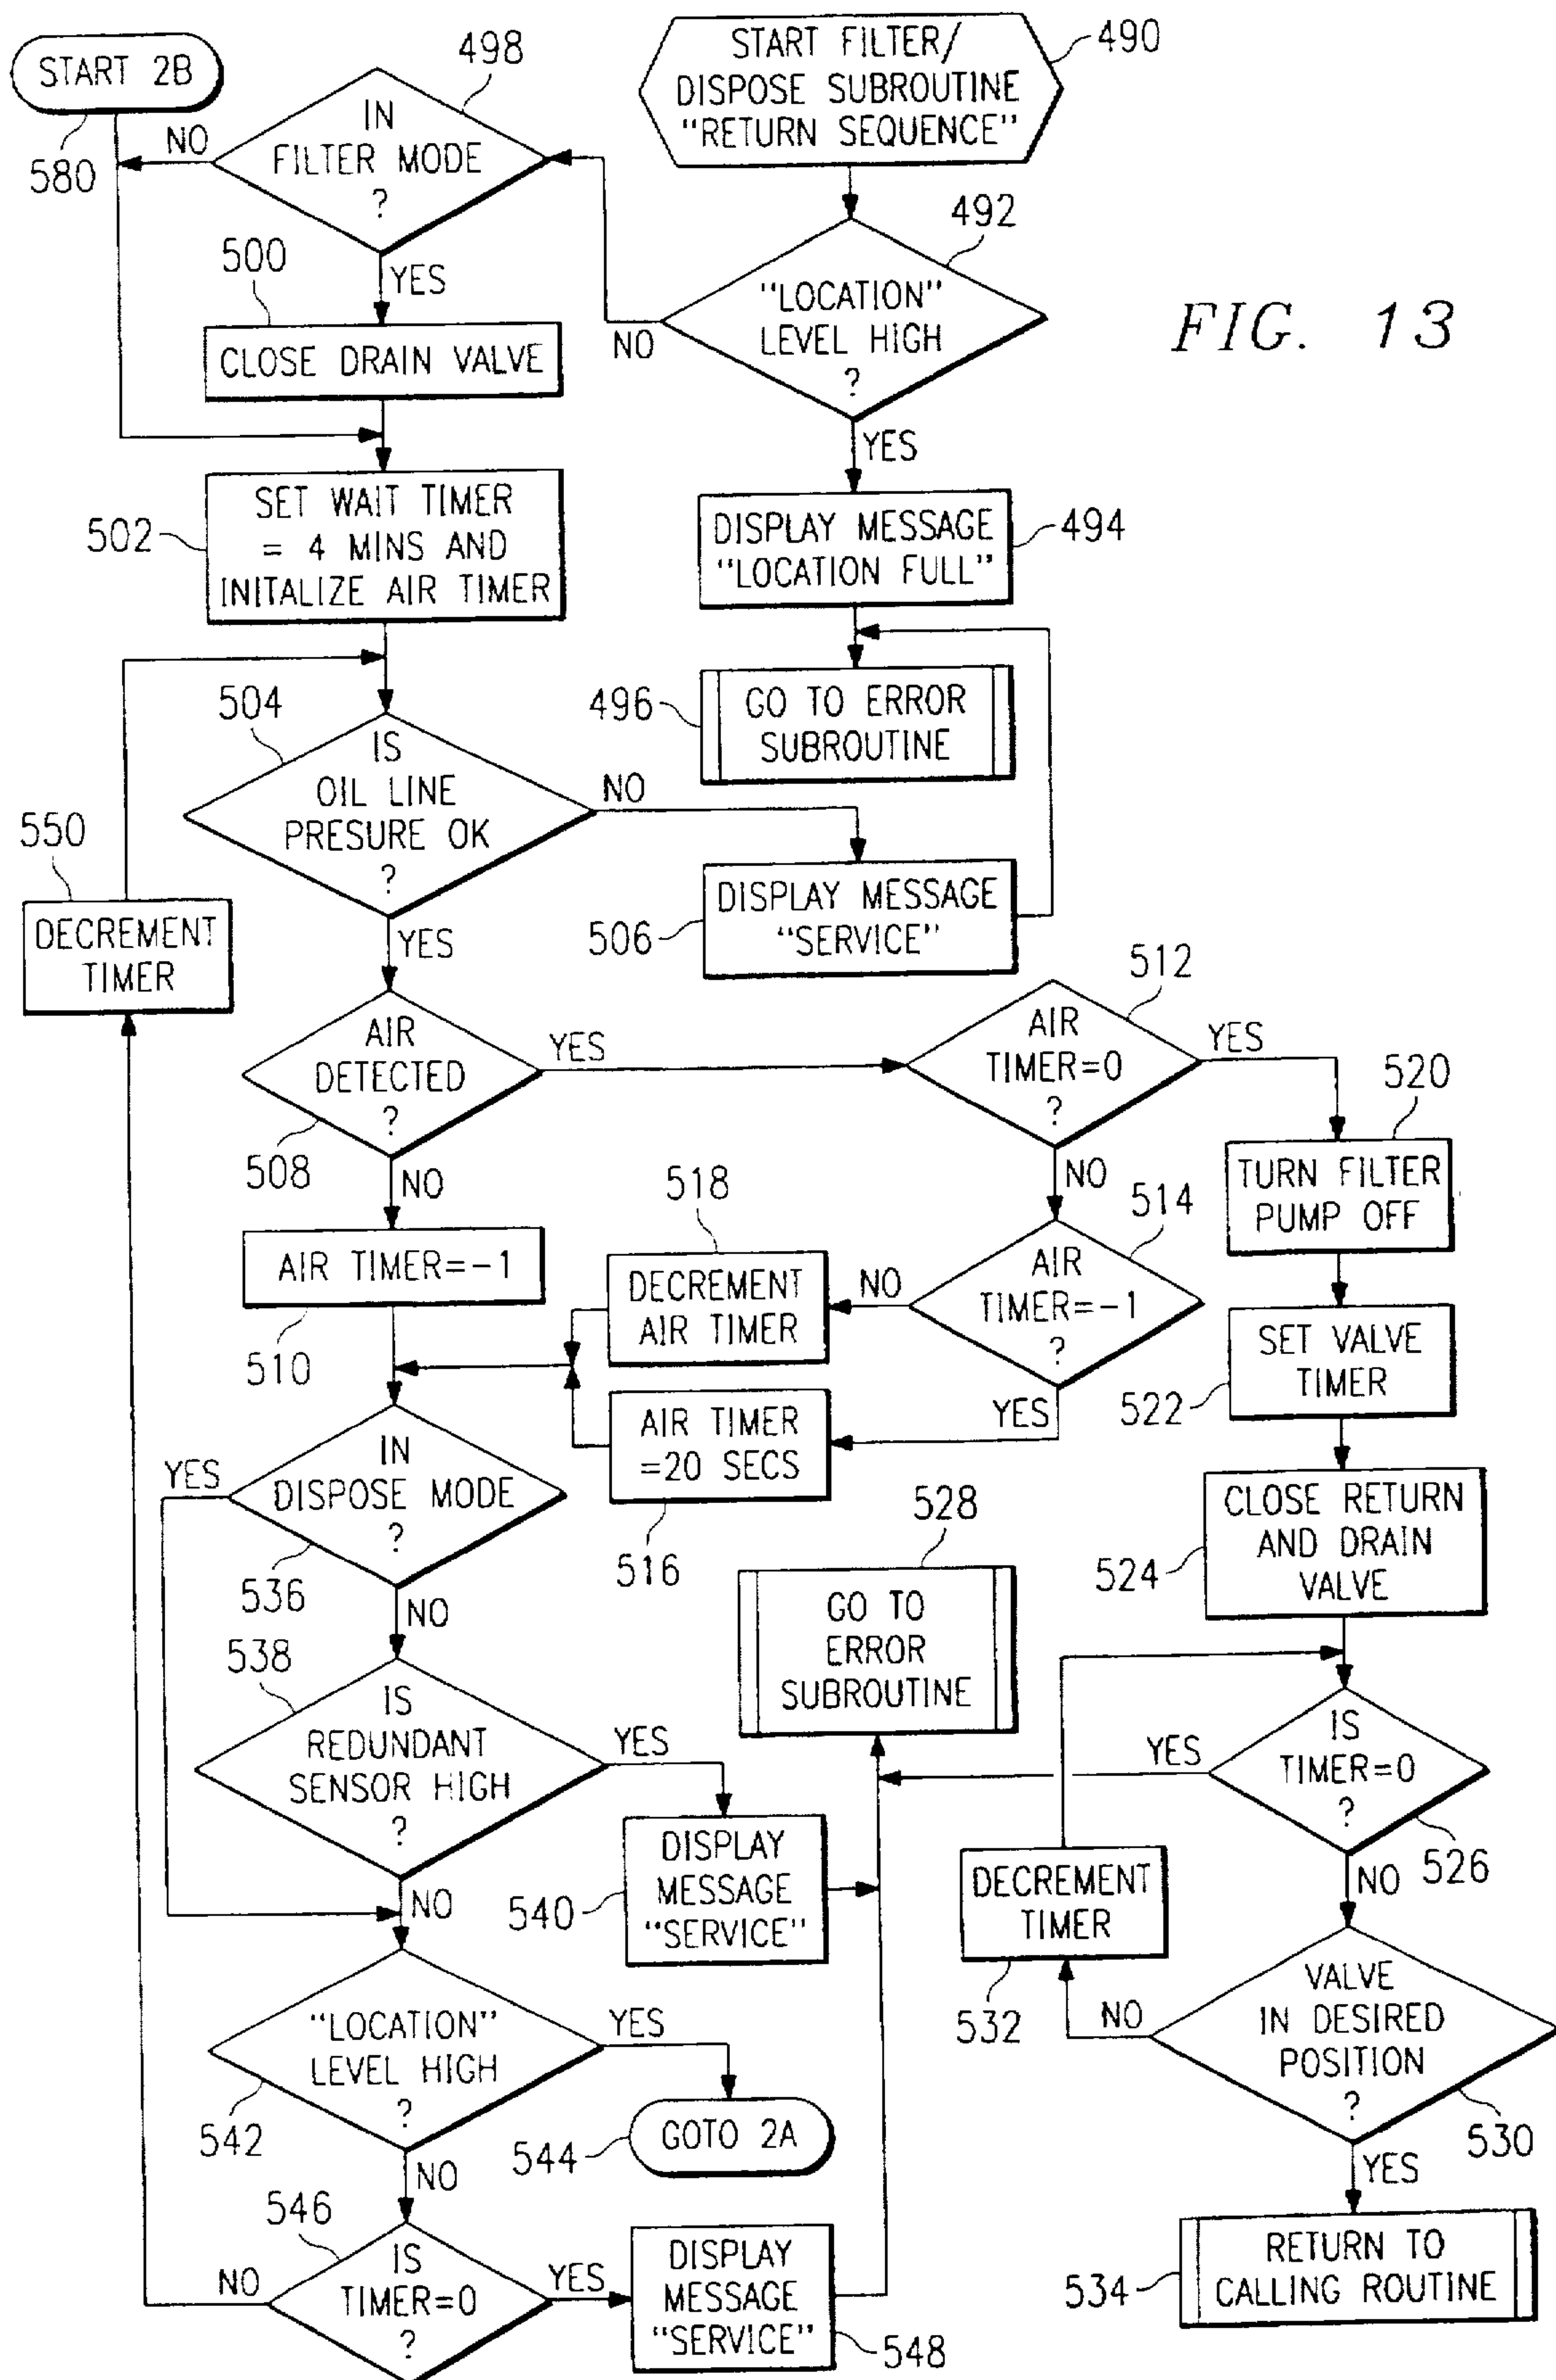 START 2B
580
498
IN
FILTER MODE
?
NO
YES
START FILTER/
DISPOSE SUBROUTINE
"RETURN SEQUENCE"
490
492
"LOCATION"
LEVEL HIGH
?
NO
YES
FIG. 13
500
CLOSE DRAIN VALVE
502
SET WAIT TIMER
= 4 MINS AND
INITALIZE AIR TIMER
DISPLAY MESSAGE
"LOCATION FULL"
494
496
GO TO ERROR
SUBROUTINE
504
IS
OIL LINE
PRESURE OK
?
NO
YES
DISPLAY MESSAGE
"SERVICE"
506
550
DECREMENT
TIMER
AIR
DETECTED
?
508
YES
NO
512
AIR
TIMER=0
?
YES
NO
520
TURN FILTER
PUMP OFF
510
AIR TIMER=-1
518
DECREMENT
AIR TIMER
514
AIR
TIMER=-1
?
NO
YES
SET VALVE
TIMER
522
AIR TIMER
=20 SECS
516
IN
DISPOSE MODE
?
536
YES
NO
CLOSE RETURN
AND DRAIN
VALVE
524
528
GO TO
ERROR
SUBROUTINE
538
IS
REDUNDANT
SENSOR HIGH
?
YES
NO
IS
TIMER=0
?
526
YES
NO
DISPLAY
MESSAGE
"SERVICE"
540
DECREMENT
TIMER
532
VALVE
IN DESIRED
POSITION
?
530
NO
YES
"LOCATION"
LEVEL HIGH
?
542
YES
NO
GOTO 2A
544
546
IS
TIMER=0
?
NO
YES
DISPLAY
MESSAGE
"SERVICE"
548
RETURN TO
CALLING ROUTINE
534